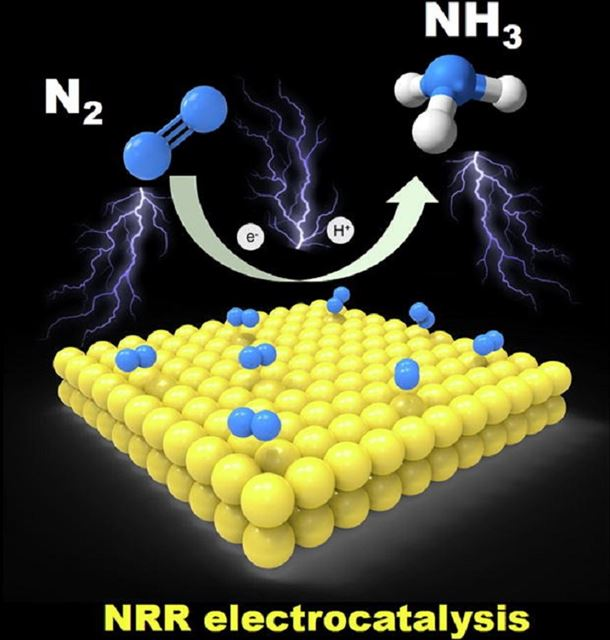 NH₃
N₂
e⁻
H⁺
NRR electrocatalysis